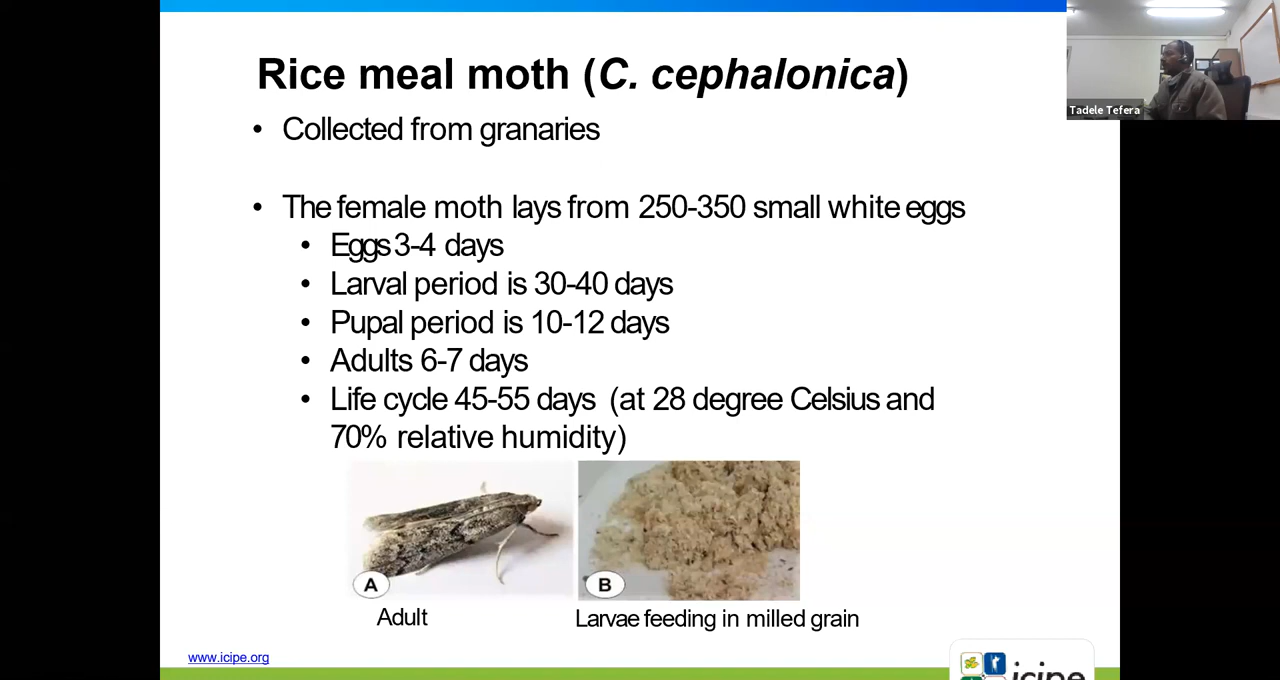 Rice meal moth (C. cephalonica)
Tadele Tefera
• Collected from granaries
• The female moth lays from 250-350 small white eggs
• Eggs 3-4 days
• Larval period is 30-40 days
• Pupal period is 10-12 days
• Adults 6-7 days
• Life cycle 45-55 days (at 28 degree Celsius and
70% relative humidity)
A
B
Adult
Larvae feeding in milled grain
www.icipe.org
icipe